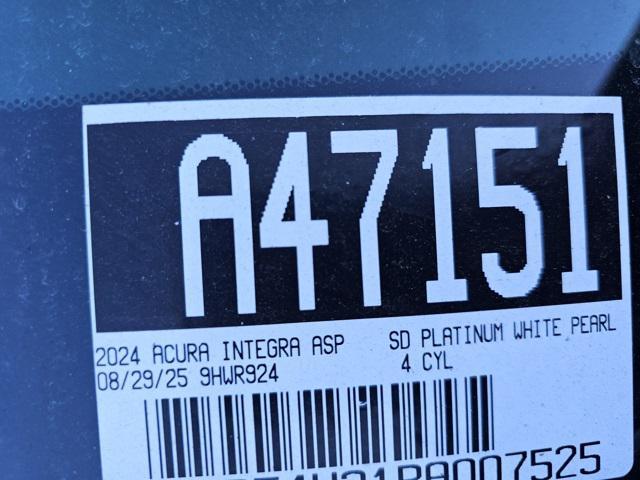 A47151
2024 ACURA INTEGRA ASP SD PLATINUM WHITE PEARL
08/29/25 9HWR924 4 CYL